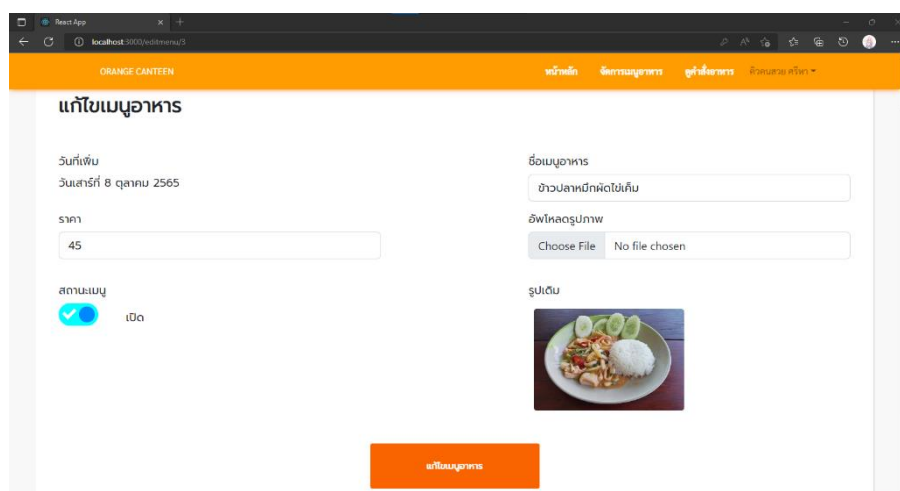 React App
localhost:3000/editmenu/3
ORANGE CANTEEN
หน้าหลัก จัดการเมนูอาหาร ดูคำสั่งอาหาร
แก้ไขเมนูอาหาร
วันที่เพิ่ม
วันเสาร์ที่ 8 ตุลาคม 2565
ชื่อเมนูอาหาร
ข้าวปลาหมึกผัดไข่เค็ม
ราคา
45
อัพโหลดรูปภาพ
Choose File No file chosen
สถานะเมนู
เปิด
รูปเดิม
แก้ไขเมนูอาหาร